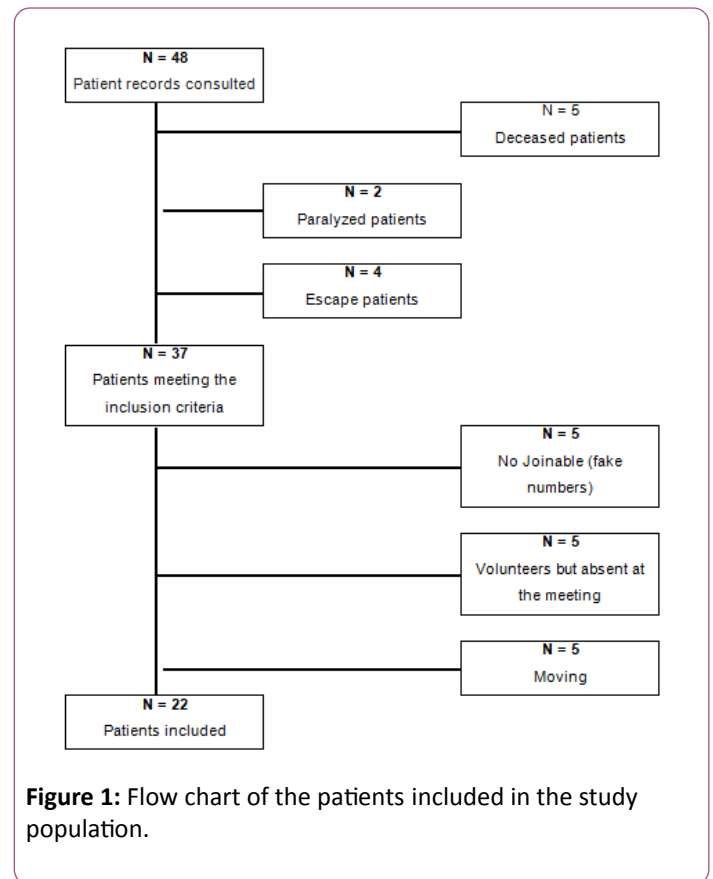 N = 48
Patient records consulted
N = 5
Deceased patients
N = 2
Paralyzed patients
N = 4
Escape patients
N = 37
Patients meeting the
inclusion criteria
N = 5
No Joinable (fake
numbers)
N = 5
Volunteers but absent at
the meeting
N = 5
Moving
N = 22
Patients included
Figure 1: Flow chart of the patients included in the study
population.